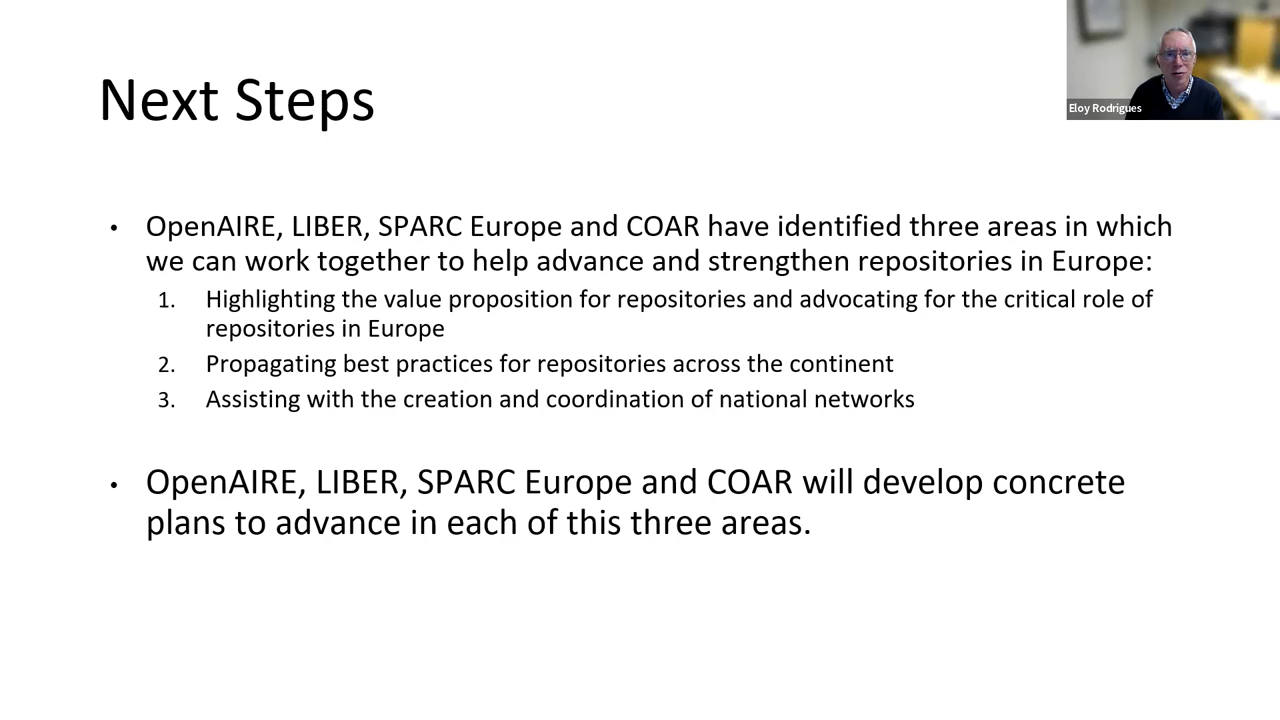 Next Steps
Eloy Rodrigues
• OpenAIRE, LIBER, SPARC Europe and COAR have identified three areas in which
we can work together to help advance and strengthen repositories in Europe:
1. Highlighting the value proposition for repositories and advocating for the critical role of
repositories in Europe
2. Propagating best practices for repositories across the continent
3. Assisting with the creation and coordination of national networks
• OpenAIRE, LIBER, SPARC Europe and COAR will develop concrete
plans to advance in each of this three areas.